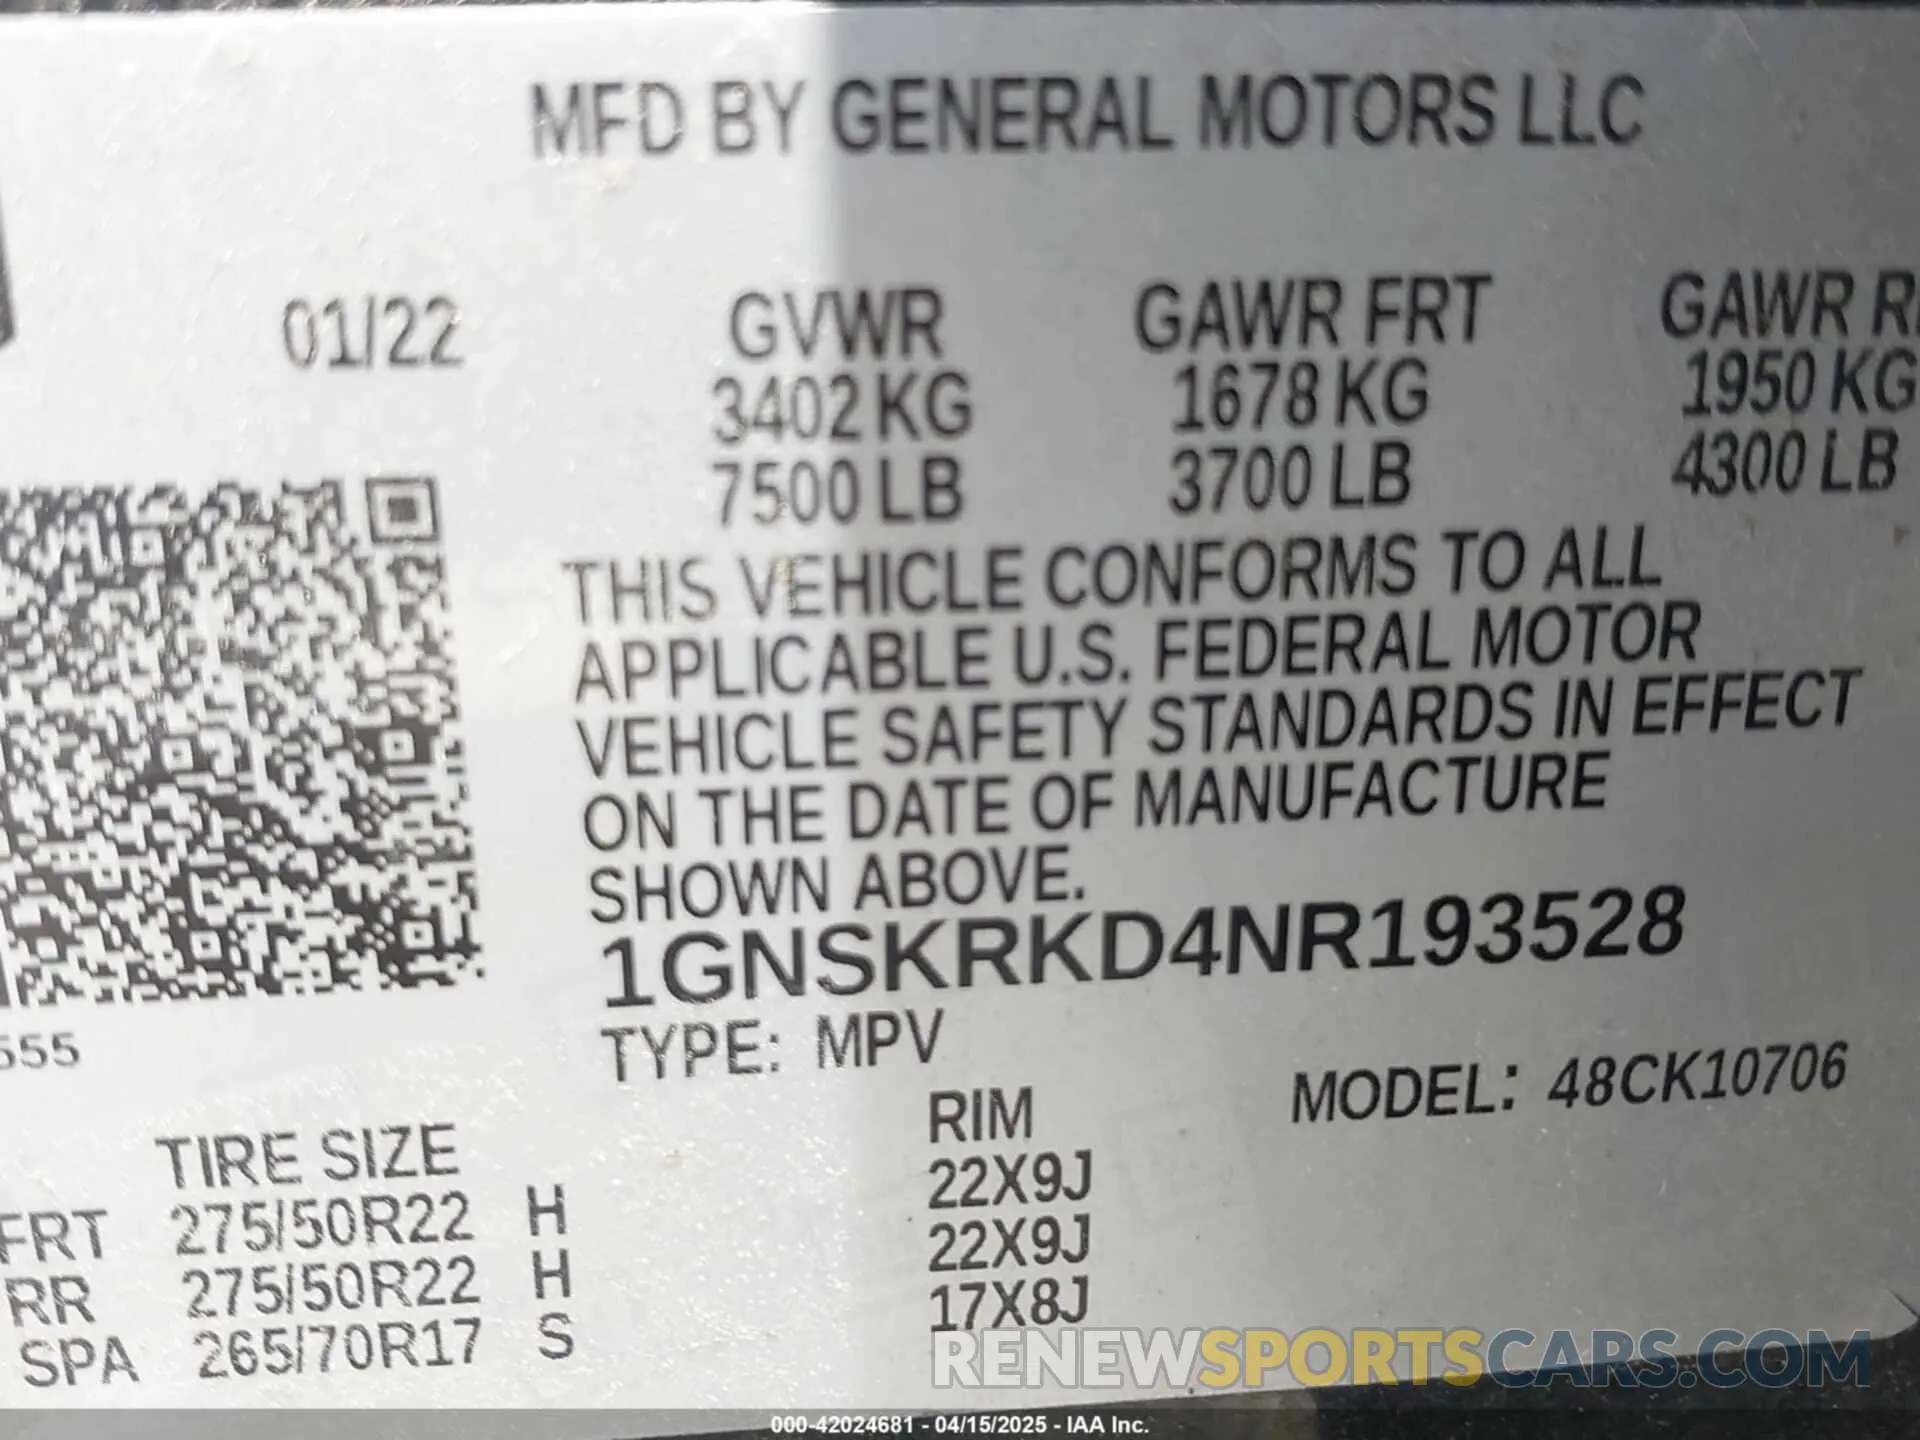 MFD BY GENERAL MOTORS LLC
01/22 GVWR GAWR FRT GAWR
3402 KG 1678 KG 1950 KG
7500 LB 3700 LB 4300 LB
THIS VEHICLE CONFORMS TO ALL
APPLICABLE U.S. FEDERAL MOTOR
VEHICLE SAFETY STANDARDS IN EFFECT
ON THE DATE OF MANUFACTURE
SHOWN ABOVE.
1GNSKRKD4NR193528
555
TYPE: MPV MODEL: 48CK10706
TIRE SIZE RIM
FRT 275/50R22 H 22X9J
RR 275/50R22 H 22X9J
SPA 265/70R17 S 17X8J
RENEWSPORTSCARS.COM
000-42024681 - 04/15/2025 - IAA Inc.